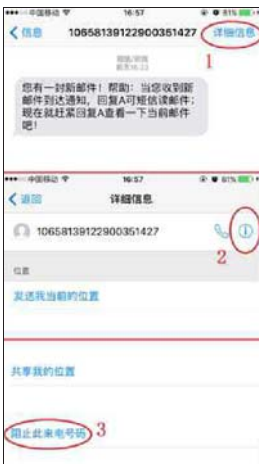 中国移动 16:57 81%
信息 10658139122900351427 详细信息
1
您有一封新邮件！帮助：当您收到新
邮件到达通知，回复A可短信读邮件；
现在就赶紧回复A查看一下当前邮件
吧！
中国移动 16:57 81%
返回 详细信息
10658139122900351427
2
位置
发送我当前的位置
共享我的位置
阻止此来电号码 3